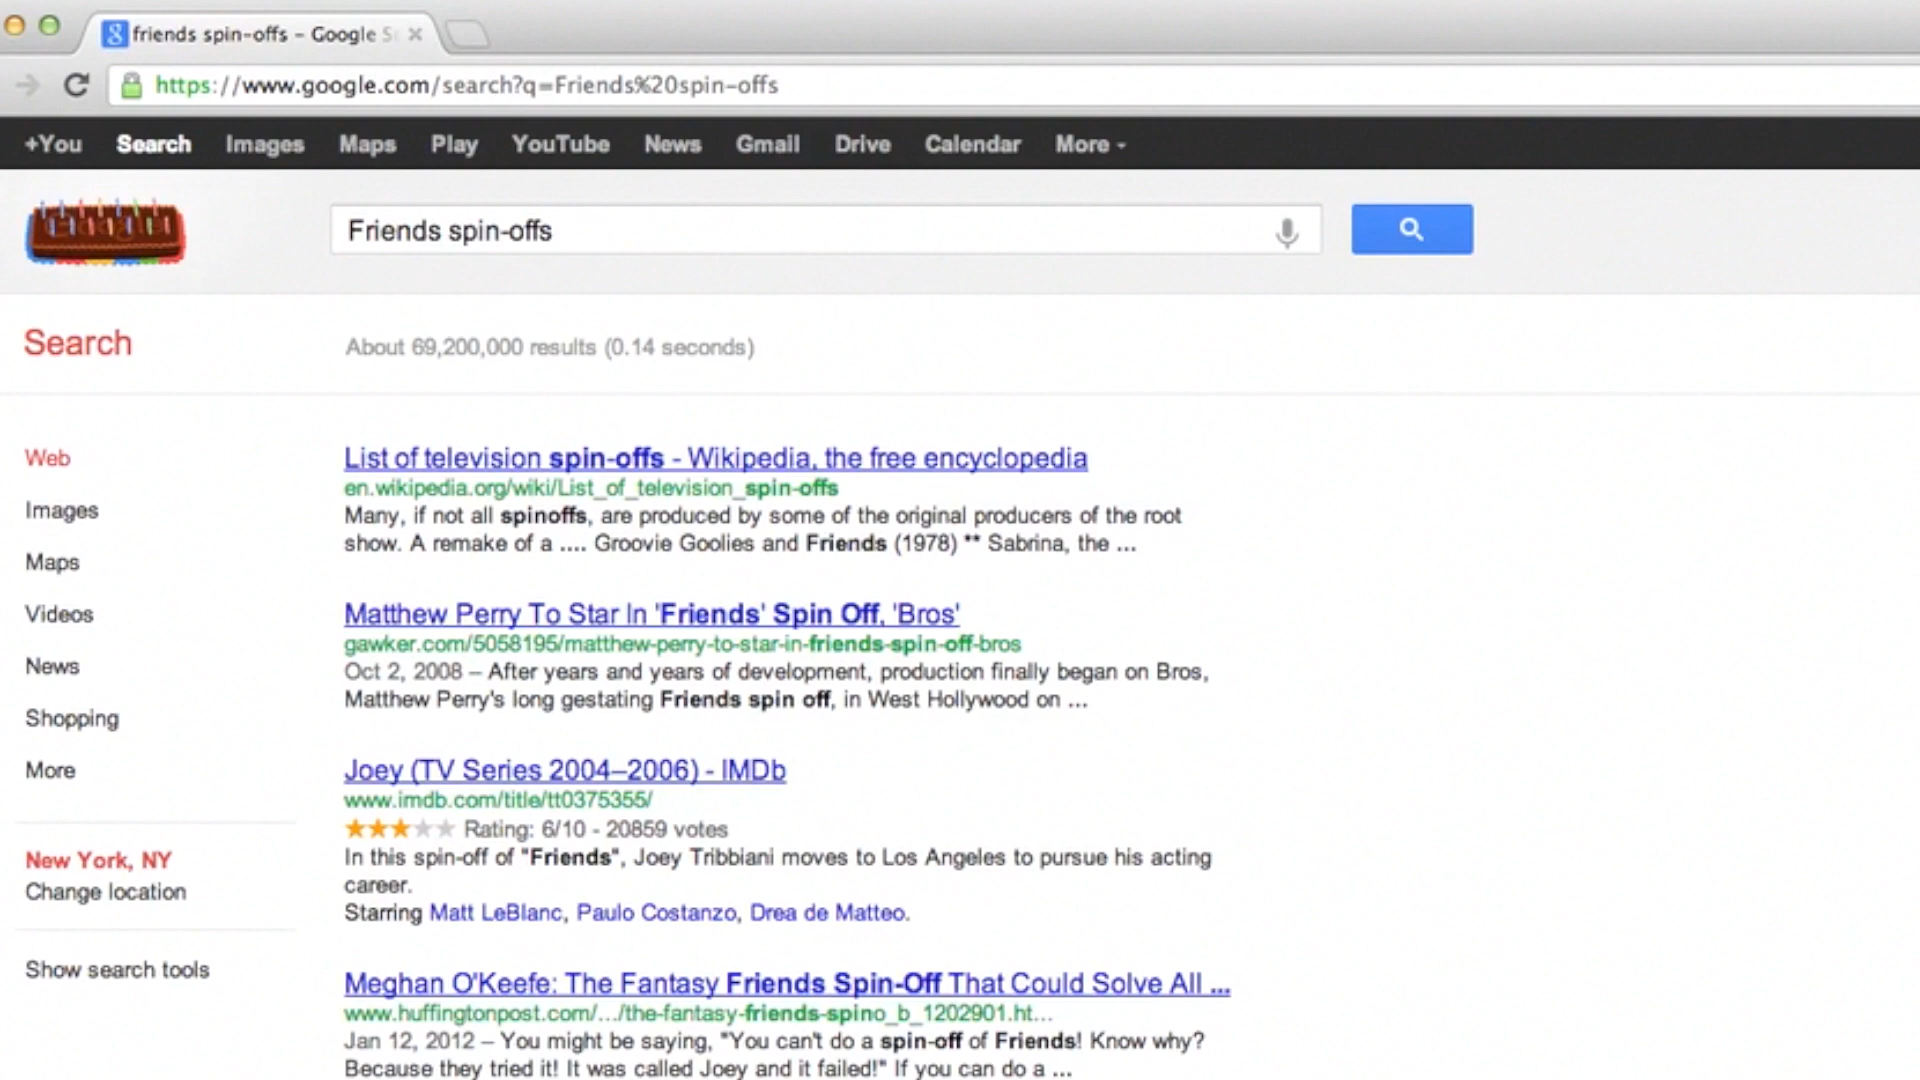 friends spin-offs - Google S
https://www.google.com/search?q=Friends%20spin-offs
+You Search Images Maps Play YouTube News Gmail Drive Calendar More
Friends spin-offs
Search
About 69,200,000 results (0.14 seconds)
Web
Images
Maps
Videos
News
Shopping
More
New York, NY
Change location
Show search tools
List of television spin-offs - Wikipedia, the free encyclopedia
en.wikipedia.org/wiki/List_of_television_spin-offs
Many, if not all spinoffs, are produced by some of the original producers of the root
show. A remake of a .... Groovie Goolies and Friends (1978) ** Sabrina, the ...
Matthew Perry To Star In 'Friends' Spin Off, 'Bros'
gawker.com/5058195/matthew-perry-to-star-in-friends-spin-off-bros
Oct 2, 2008 – After years and years of development, production finally began on Bros,
Matthew Perry's long gestating Friends spin off, in West Hollywood on ...
Joey (TV Series 2004–2006) - IMDb
www.imdb.com/title/tt0375355/
Rating: 6/10 - 20859 votes
In this spin-off of "Friends", Joey Tribbiani moves to Los Angeles to pursue his acting
career.
Starring Matt LeBlanc, Paulo Costanzo, Drea de Matteo.
Meghan O'Keefe: The Fantasy Friends Spin-Off That Could Solve All ...
www.huffingtonpost.com/.../the-fantasy-friends-spino_b_1202901.ht...
Jan 12, 2012 – You might be saying, "You can't do a spin-off of Friends! Know why?
Because they tried it! It was called Joey and it failed!" If you can do a ...